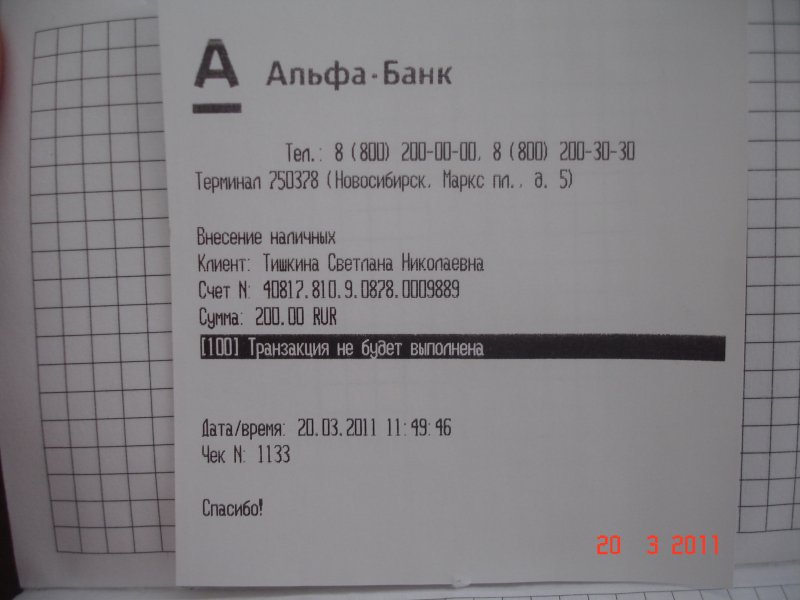 А
Альфа·Банк
Тел.: 8 (800) 200-00-00, 8 (800) 200-30-30
Терминал 750378 (Новосибирск, Маркс пл., д. 5)
Внесение наличных
Клиент: Тишкина Светлана Николаевна
Счет N: 40817.810.9.0878.0009889
Сумма: 200.00 RUR
[100] Транзакция не будет выполнена
Дата/время: 20.03.2011 11:49:46
Чек N: 1133
Спасибо!
20 3 2011